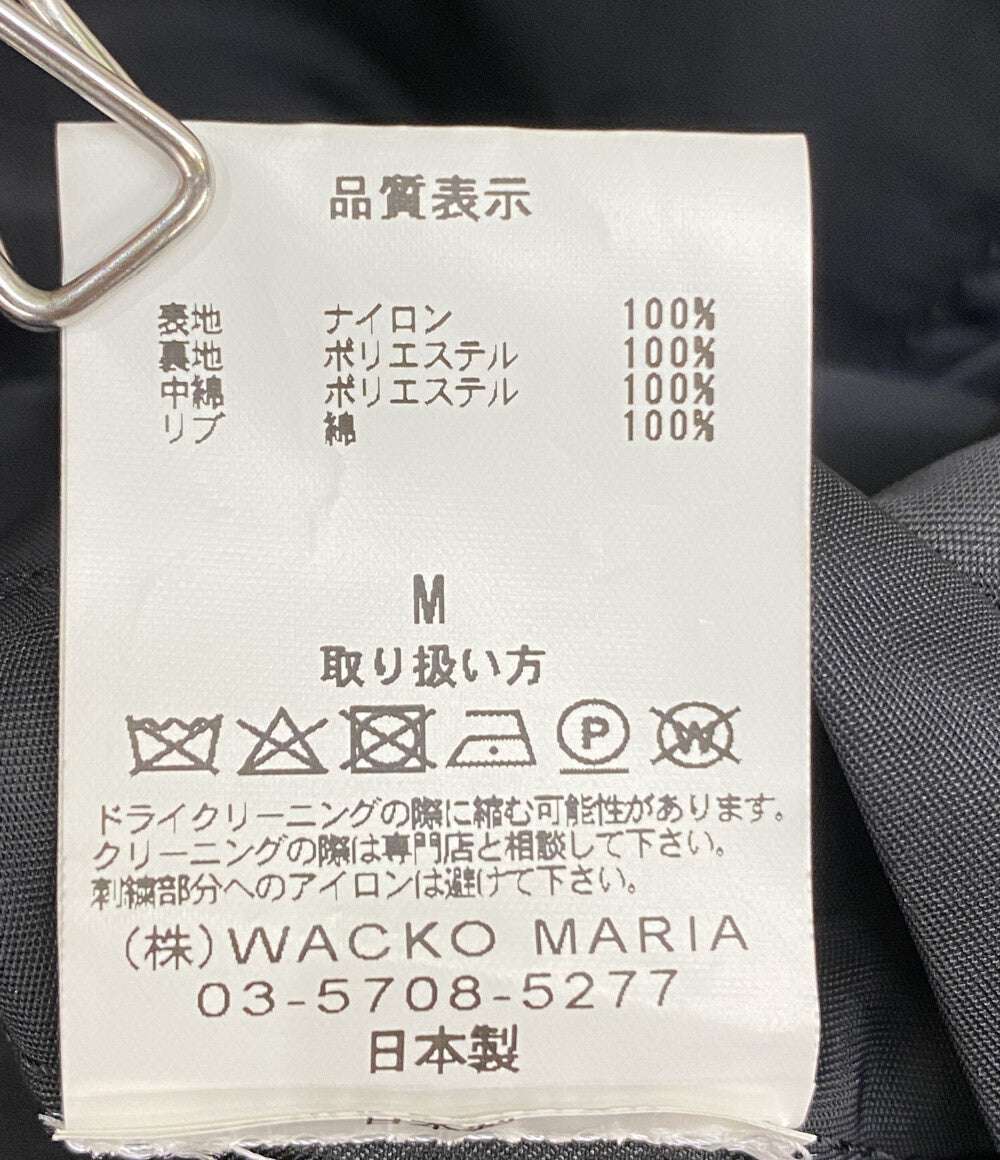 品質表示
表地 ナイロン 100%
裏地 ポリエステル 100%
中綿 ポリエステル 100%
リブ 綿 100%
M
取り扱い方
P W
ドライクリーニングの際に縮む可能性があります。
クリーニングの際は専門店と相談して下さい。
刺繍部分へのアイロンは避けて下さい。
(株)WACKO MARIA
03-5708-5277
日本製